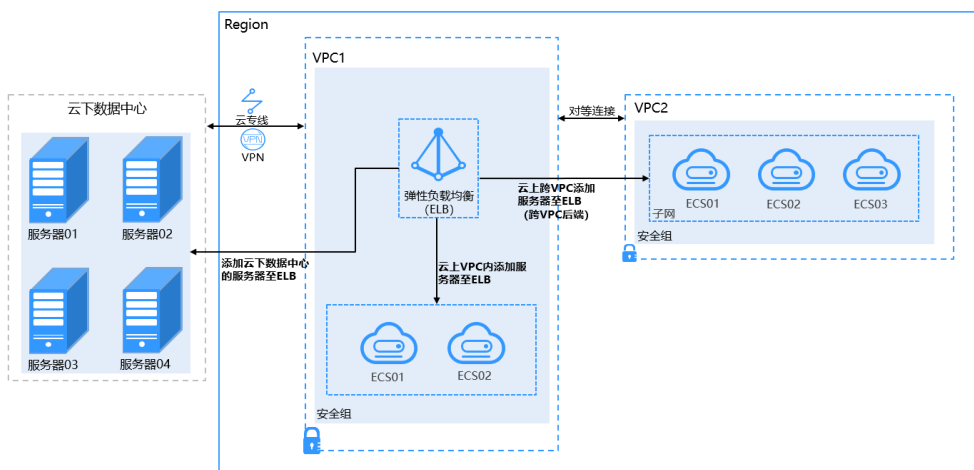 Region
VPC1
云下数据中心
云专线
VPN
VPN
对等连接
VPC2
服务器01
服务器02
服务器03
服务器04
弹性负载均衡
(ELB)
云上跨VPC添加
服务器至ELB
(跨VPC后端)
ECS01
ECS02
ECS03
子网
安全组
添加云下数据中心
的服务器至ELB
云上VPC内添加服
务器至ELB
ECS01
ECS02
安全组